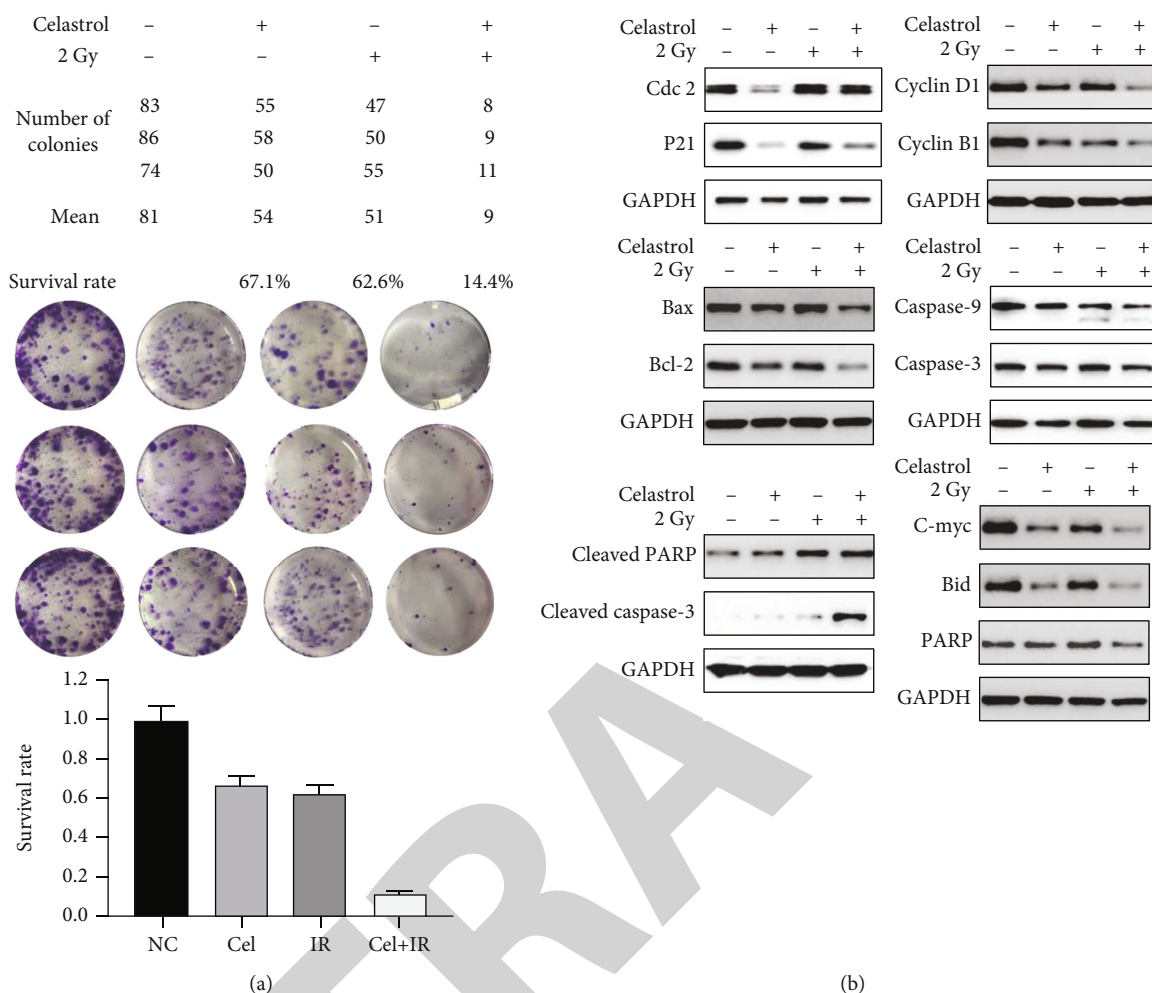 Celastrol – + – +
2 Gy – – + +
Number of colonies
83 55 47 8
86 58 50 9
74 50 55 11
Mean 81 54 51 9
Survival rate 67.1% 62.6% 14.4%
Survival rate
1.2
1.0
0.8
0.6
0.4
0.2
0.0
NC Cel IR Cel+IR
(a)
Celastrol – + – +
2 Gy – – + +
Cdc 2
P21
GAPDH
Celastrol – + – +
2 Gy – – + +
Cyclin D1
Cyclin B1
GAPDH
Celastrol – + – +
2 Gy – – + +
Bax
Bcl-2
GAPDH
Celastrol – + – +
2 Gy – – + +
Caspase-9
Caspase-3
GAPDH
Celastrol – + – +
2 Gy – – + +
Cleaved PARP
Cleaved caspase-3
GAPDH
Celastrol – + – +
2 Gy – – + +
C-myc
Bid
PARP
GAPDH
(b)
TRA